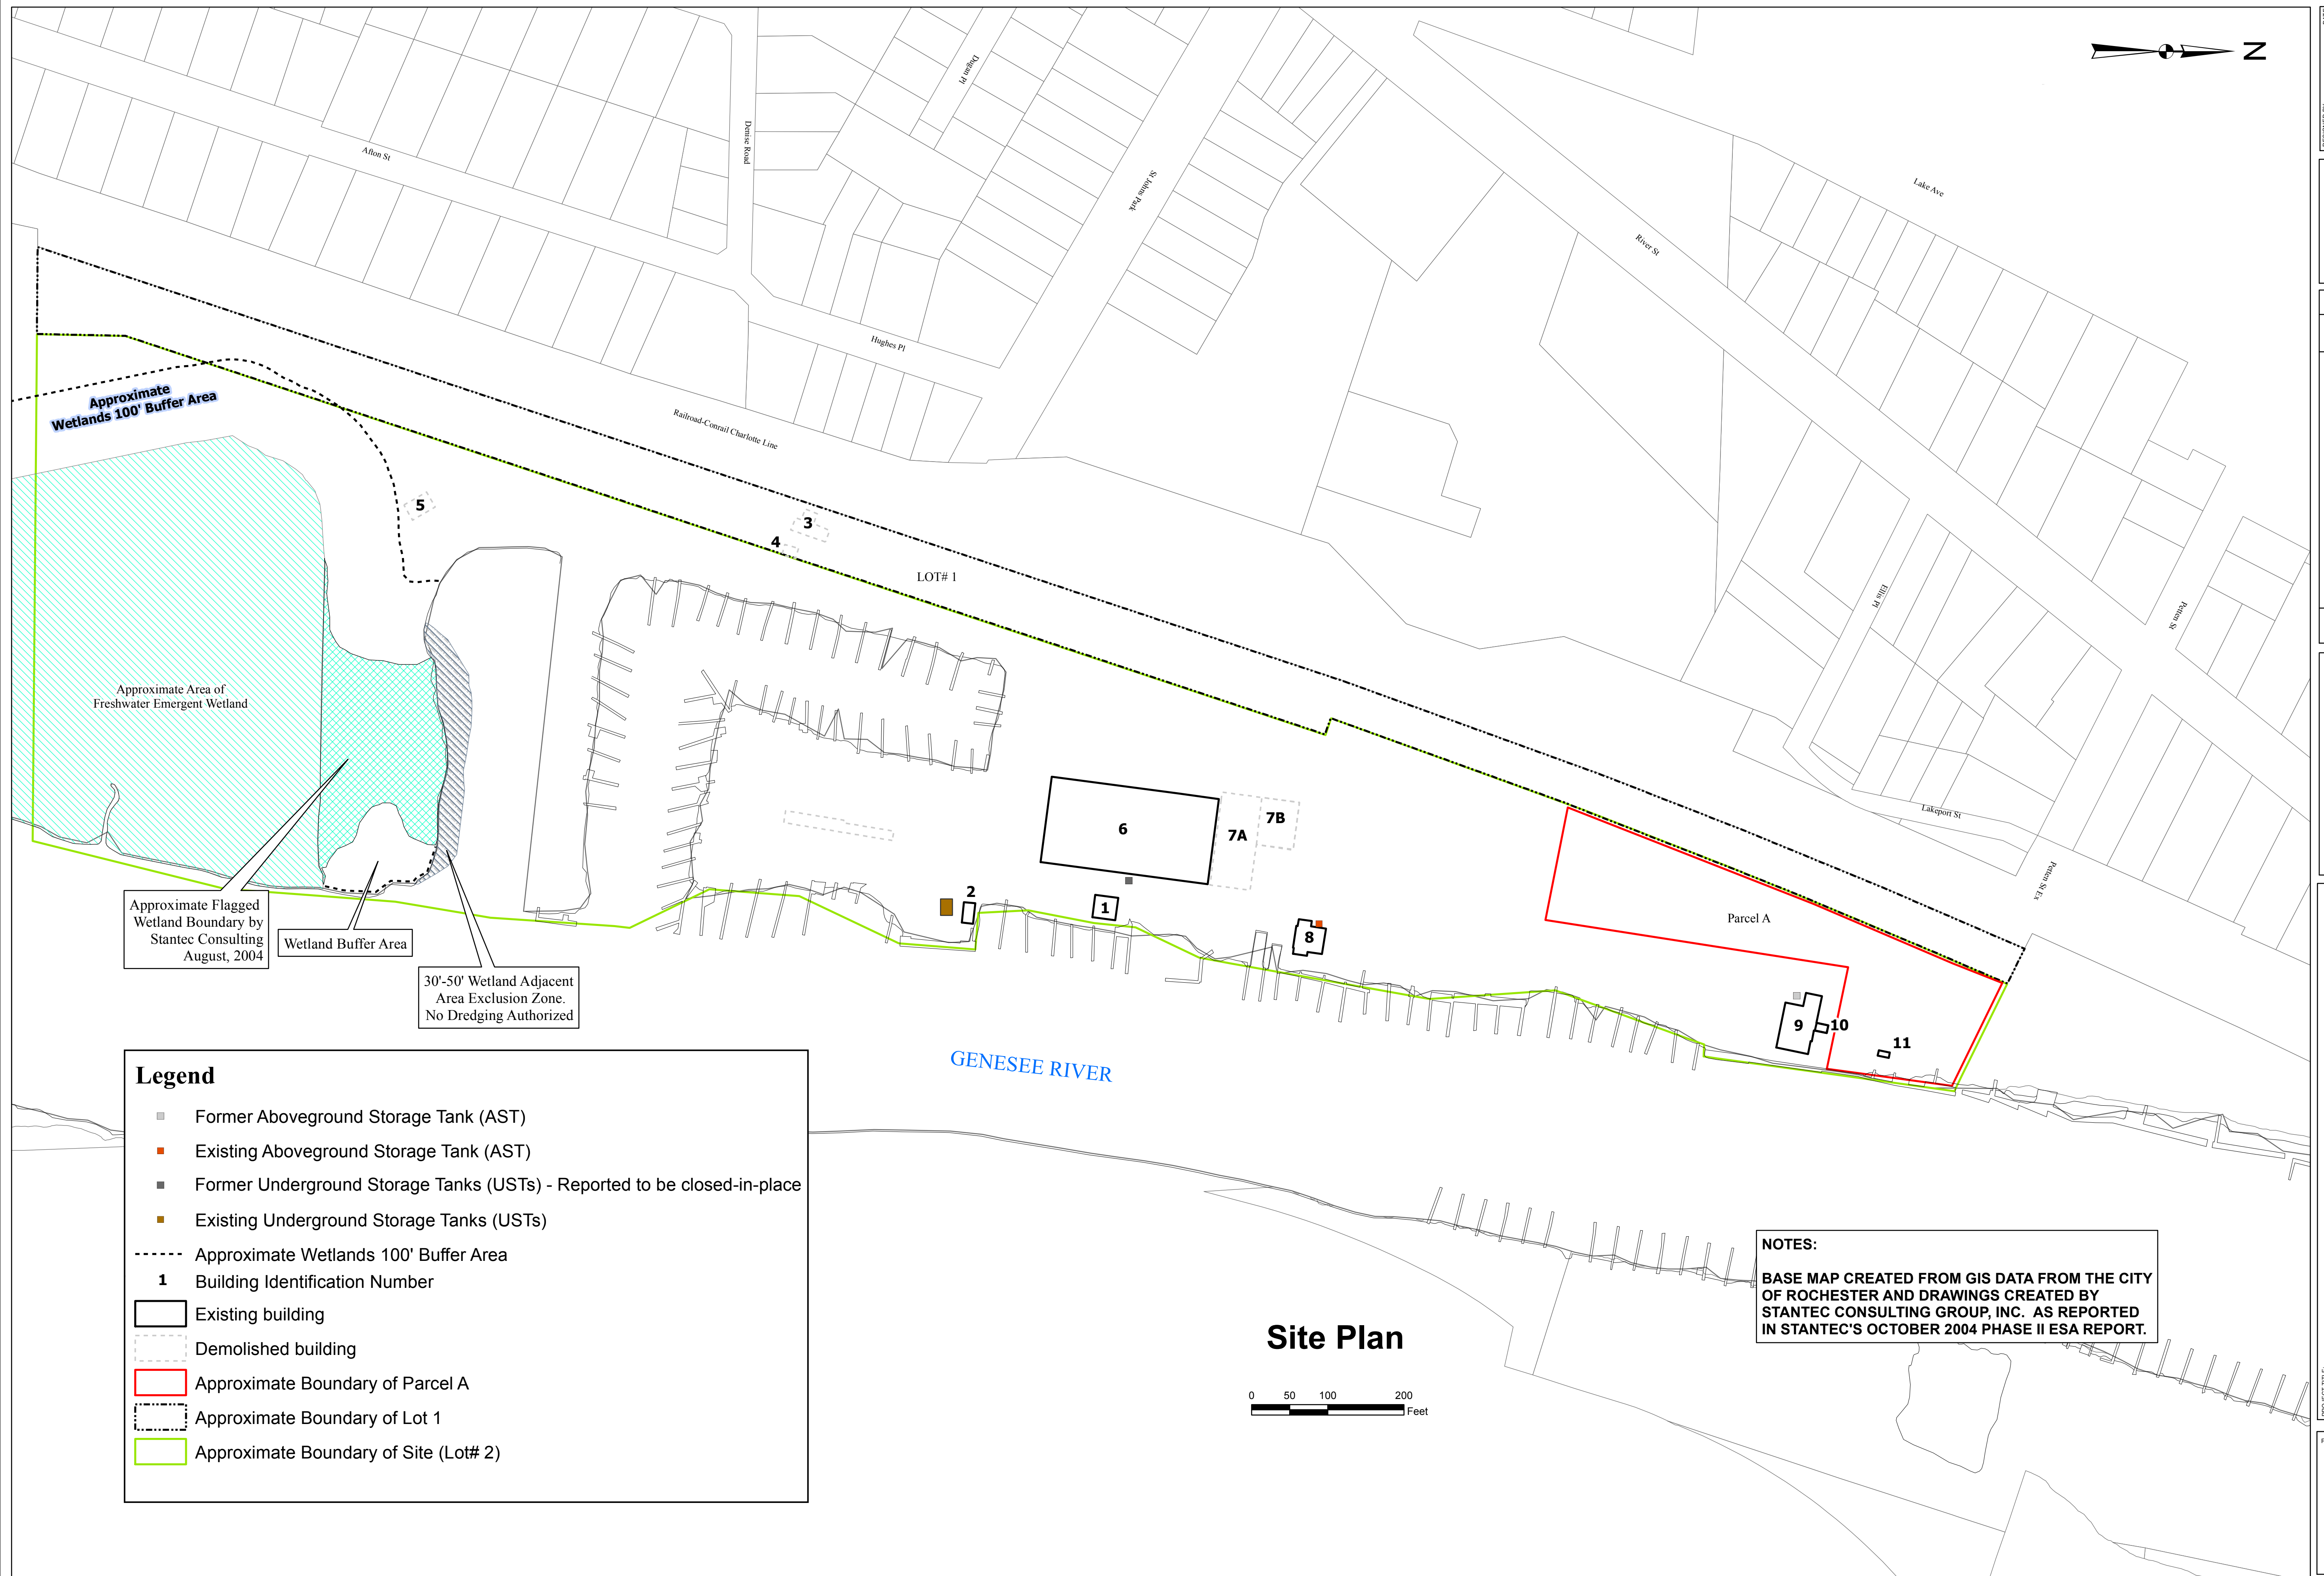 N
Dugan Pl
Denise Road
Afton St
St Johns Park
Lake Ave
River St
Hughes Pl
Approximate
Wetlands 100' Buffer Area
Railroad-Conrail Charlotte Line
5
3
4
LOT# 1
Ellis Pl
Petten St
Approximate Area of
Freshwater Emergent Wetland
6
7A
7B
Lakeport St
Petten St Ex
2
1
8
Parcel A
9
10
11
Approximate Flagged
Wetland Boundary by
Stantec Consulting
August, 2004
Wetland Buffer Area
30'-50' Wetland Adjacent
Area Exclusion Zone.
No Dredging Authorized
GENESEE RIVER
Legend
Former Aboveground Storage Tank (AST)
Existing Aboveground Storage Tank (AST)
Former Underground Storage Tanks (USTs) - Reported to be closed-in-place
Existing Underground Storage Tanks (USTs)
Approximate Wetlands 100' Buffer Area
1 Building Identification Number
Existing building
Demolished building
Approximate Boundary of Parcel A
Approximate Boundary of Lot 1
Approximate Boundary of Site (Lot# 2)
NOTES:
BASE MAP CREATED FROM GIS DATA FROM THE CITY
OF ROCHESTER AND DRAWINGS CREATED BY
STANTEC CONSULTING GROUP, INC. AS REPORTED
IN STANTEC'S OCTOBER 2004 PHASE II ESA REPORT.
Site Plan
0 50 100 200
Feet